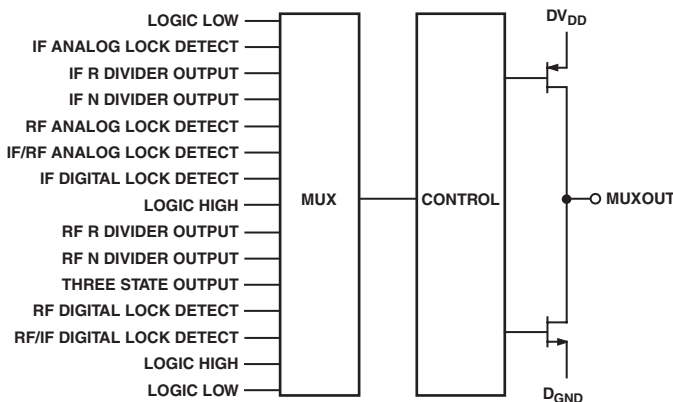 LOGIC LOW
IF ANALOG LOCK DETECT
IF R DIVIDER OUTPUT
IF N DIVIDER OUTPUT
RF ANALOG LOCK DETECT
IF/RF ANALOG LOCK DETECT
IF DIGITAL LOCK DETECT
LOGIC HIGH
RF R DIVIDER OUTPUT
RF N DIVIDER OUTPUT
THREE STATE OUTPUT
RF DIGITAL LOCK DETECT
RF/IF DIGITAL LOCK DETECT
LOGIC HIGH
LOGIC LOW
MUX
CONTROL
DVDD
MUXOUT
DGND